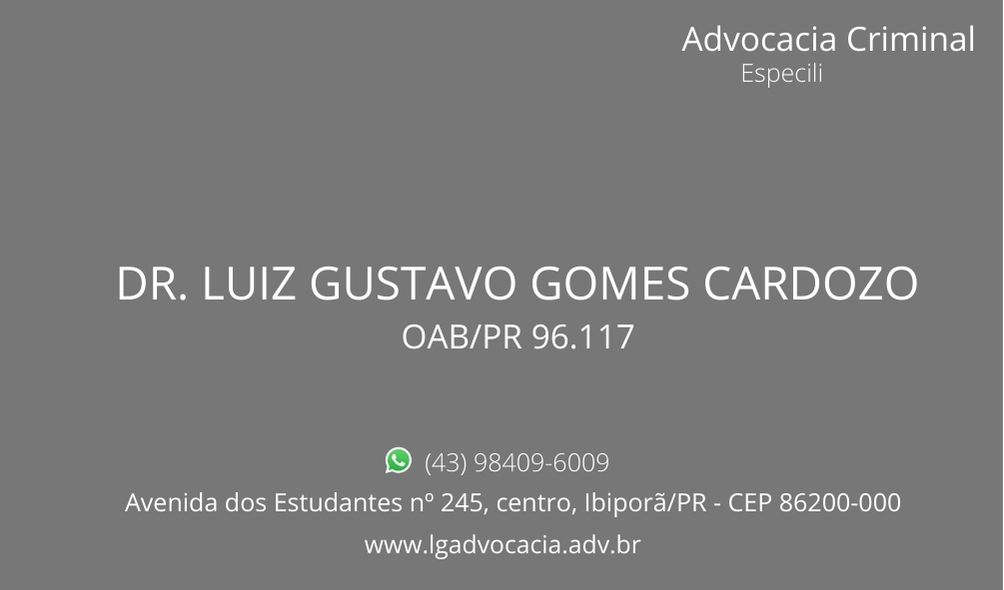 Advocacia Criminal
Especili
DR. LUIZ GUSTAVO GOMES CARDOZO
OAB/PR 96.117
(43) 98409-6009
Avenida dos Estudantes nº 245, centro, Ibiporã/PR - CEP 86200-000
www.lgadvocacia.adv.br